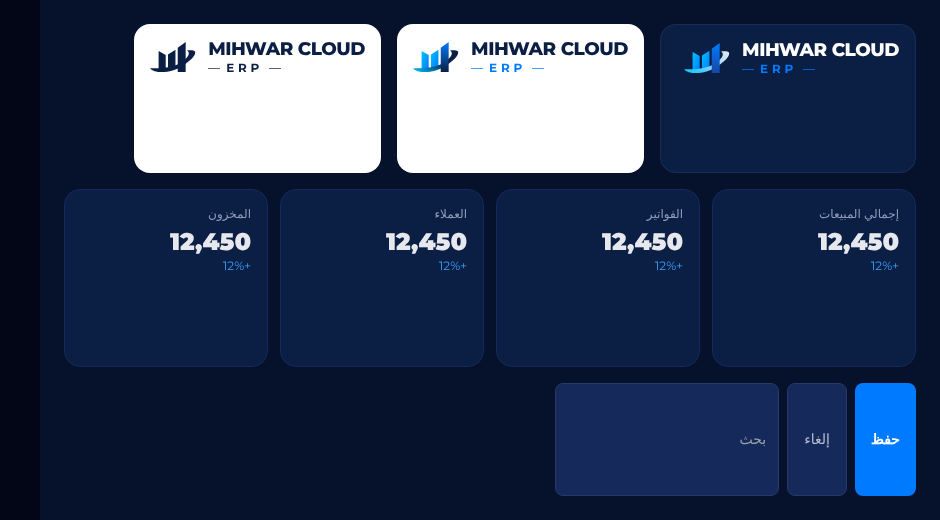 MIHWAR CLOUD
— ERP —
MIHWAR CLOUD
— ERP —
MIHWAR CLOUD
— ERP —
إجمالي المبيعات
12,450
+12%
الفواتير
12,450
+12%
العملاء
12,450
+12%
المخزون
12,450
+12%
حفظ
إلغاء
بحث